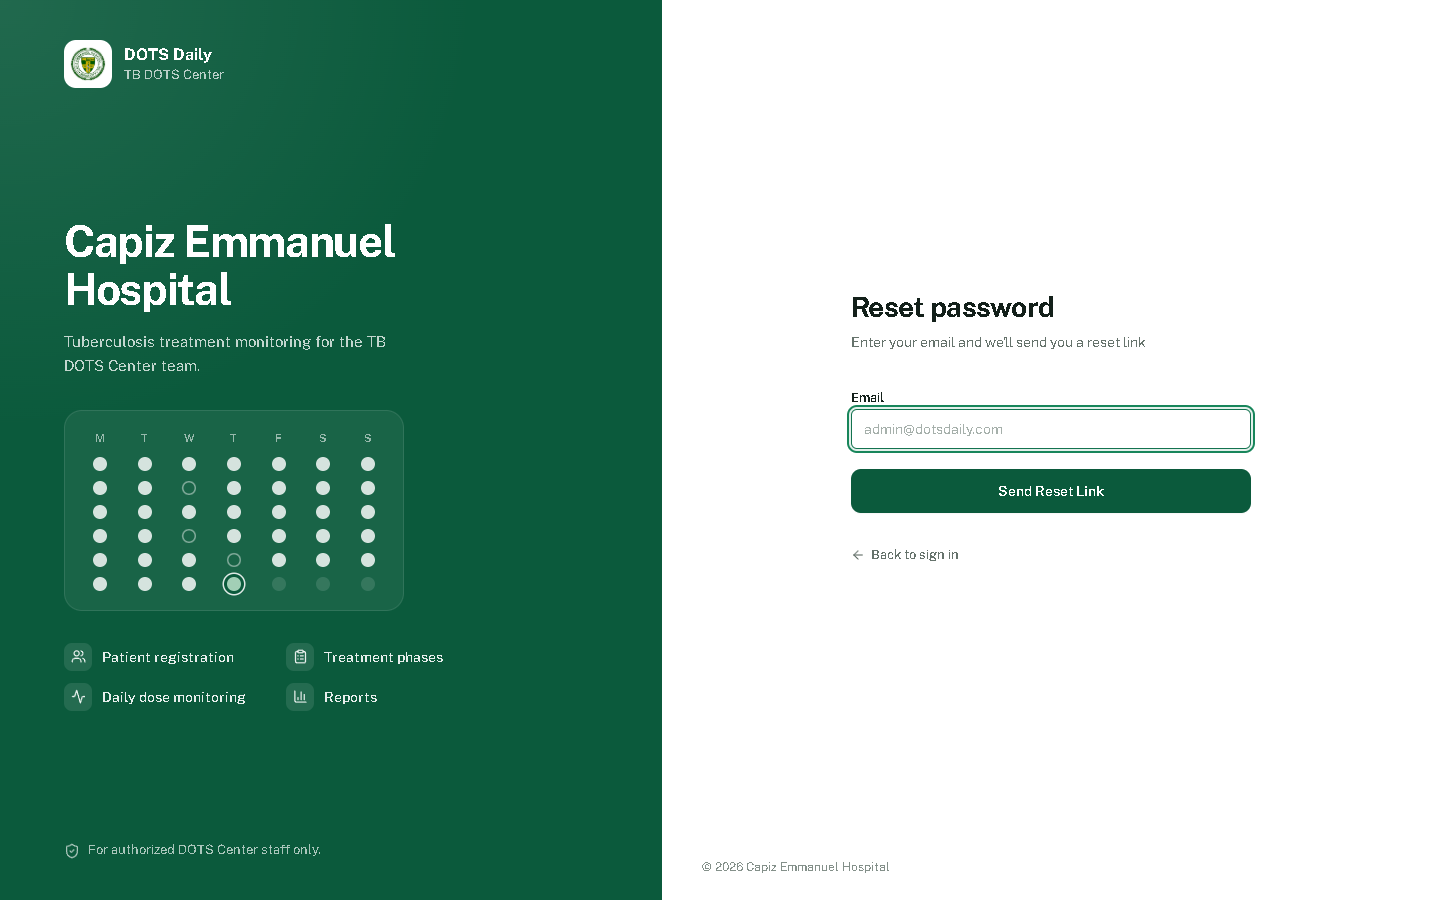 DOTS Daily
TB DOTS Center
Capiz Emmanuel
Hospital
Tuberculosis treatment monitoring for the TB
DOTS Center team.
M T W T F S S
Patient registration
Treatment phases
Daily dose monitoring
Reports
For authorized DOTS Center staff only.
Reset password
Enter your email and we'll send you a reset link
Email
admin@dotsdaily.com
Send Reset Link
Back to sign in
© 2026 Capiz Emmanuel Hospital